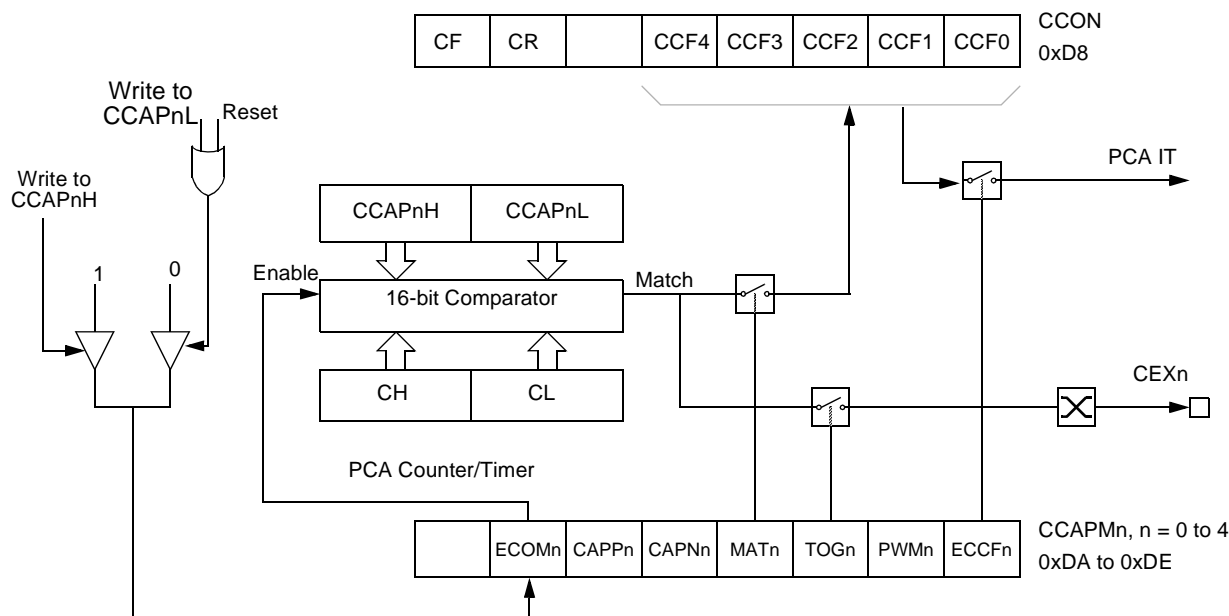 CF CR CCF4 CCF3 CCF2 CCF1 CCF0
CCON
0xD8
Write to
CCAPnL
Reset
Write to
CCAPnH
1
0
PCA IT
CCAPnH CCAPnL
Enable
16-bit Comparator
Match
CH CL
CEXn
PCA Counter/Timer
ECOMn CAPPn CAPNn MATn TOGn PWMn ECCFn
CCAPMn, n = 0 to 4
0xDA to 0xDE